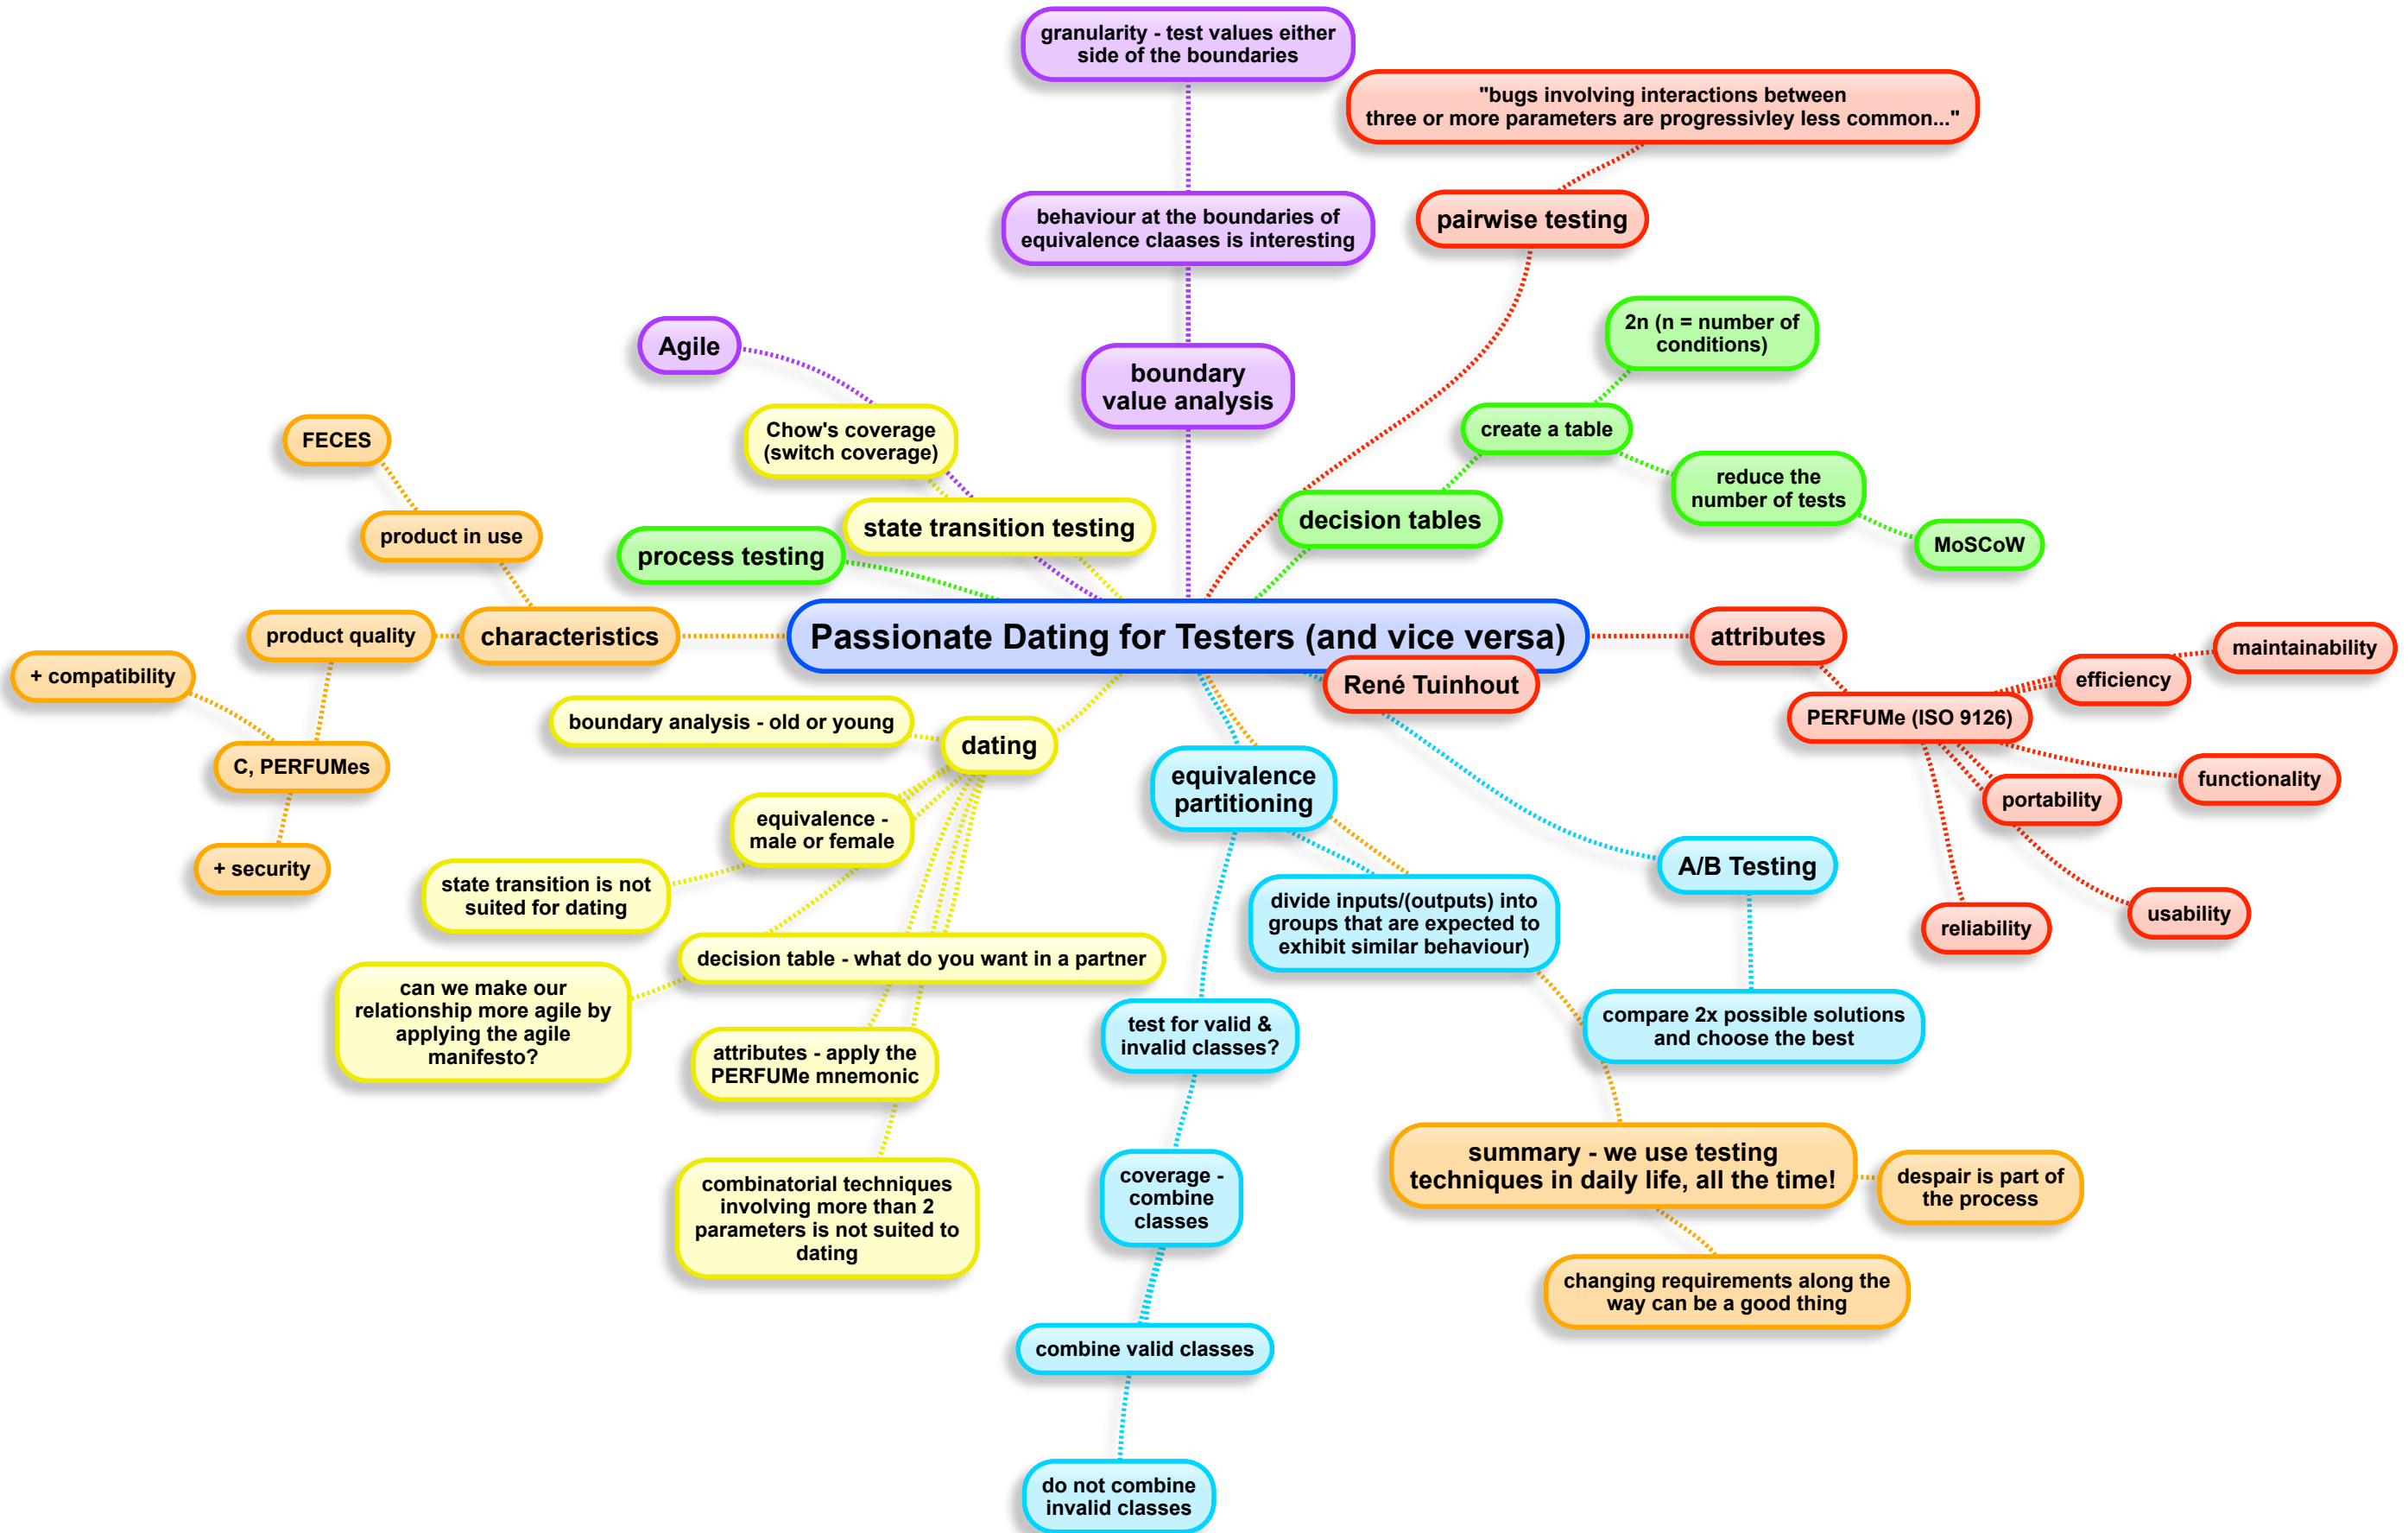 granularity - test values either
side of the boundaries
"bugs involving interactions between
three or more parameters are progressivley less common..."
behaviour at the boundaries of
equivalence claases is interesting
pairwise testing
Agile
boundary
value analysis
2n (n = number of
conditions)
Chow's coverage
(switch coverage)
create a table
FECES
reduce the
number of tests
state transition testing
decision tables
product in use
process testing
MoSCoW
product quality
characteristics
Passionate Dating for Testers (and vice versa)
attributes
maintainability
+ compatibility
René Tuinhout
efficiency
boundary analysis - old or young
dating
PERFUMe (ISO 9126)
C, PERFUMes
equivalence
partitioning
functionality
portability
equivalence -
male or female
+ security
A/B Testing
state transition is not
suited for dating
divide inputs/(outputs) into
groups that are expected to
exhibit similar behaviour)
usability
reliability
decision table - what do you want in a partner
can we make our
relationship more agile by
applying the agile
manifesto?
test for valid &
invalid classes?
compare 2x possible solutions
and choose the best
attributes - apply the
PERFUMe mnemonic
summary - we use testing
techniques in daily life, all the time!
despair is part of
the process
coverage -
combine
classes
combinatorial techniques
involving more than 2
parameters is not suited to
dating
changing requirements along the
way can be a good thing
combine valid classes
do not combine
invalid classes